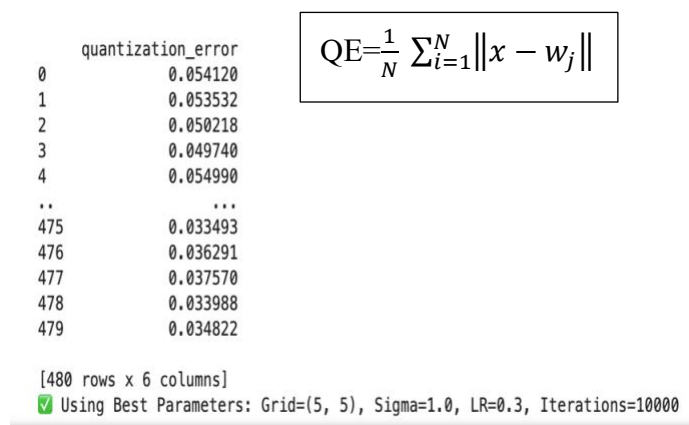 quantization_error
0 0.054120
1 0.053532
2 0.050218
3 0.049740
4 0.054990
.. ...
475 0.033493
476 0.036291
477 0.037570
478 0.033988
479 0.034822
[480 rows x 6 columns]
✅ Using Best Parameters: Grid=(5, 5), Sigma=1.0, LR=0.3, Iterations=10000
QE=1/N ∑_{i=1}^{N}‖x − w_j‖